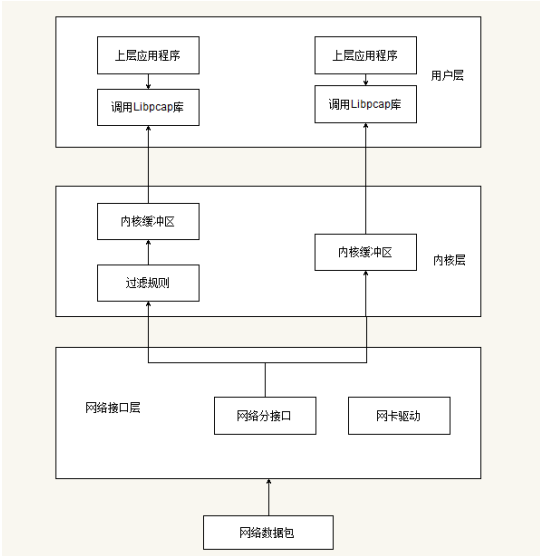 上层应用程序
上层应用程序
用户层
调用Libpcap库
调用Libpcap库
内核缓冲区
内核缓冲区
内核层
过滤规则
网络接口层
网络分接口
网卡驱动
网络数据包